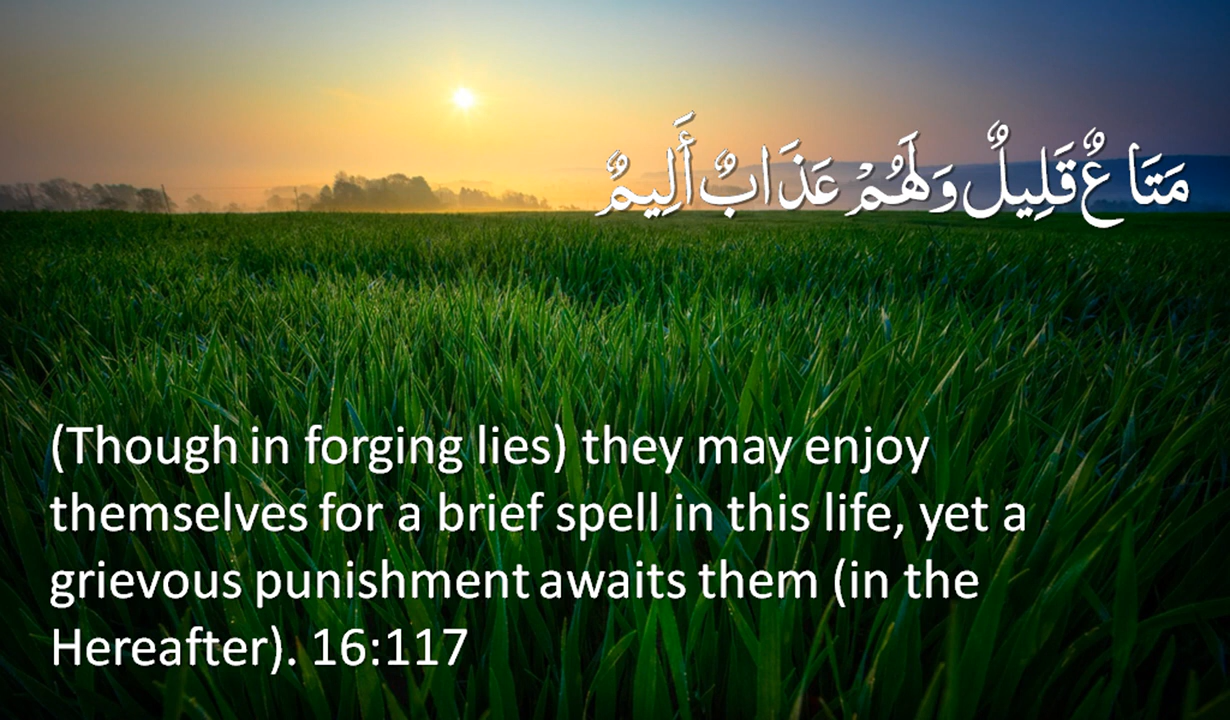 مَتَاعٌ قَلِيلٌ وَلَهُمْ عَذَابٌ أَلِيمٌ
(Though in forging lies) they may enjoy
themselves for a brief spell in this life, yet a
grievous punishment awaits them (in the
Hereafter). 16:117